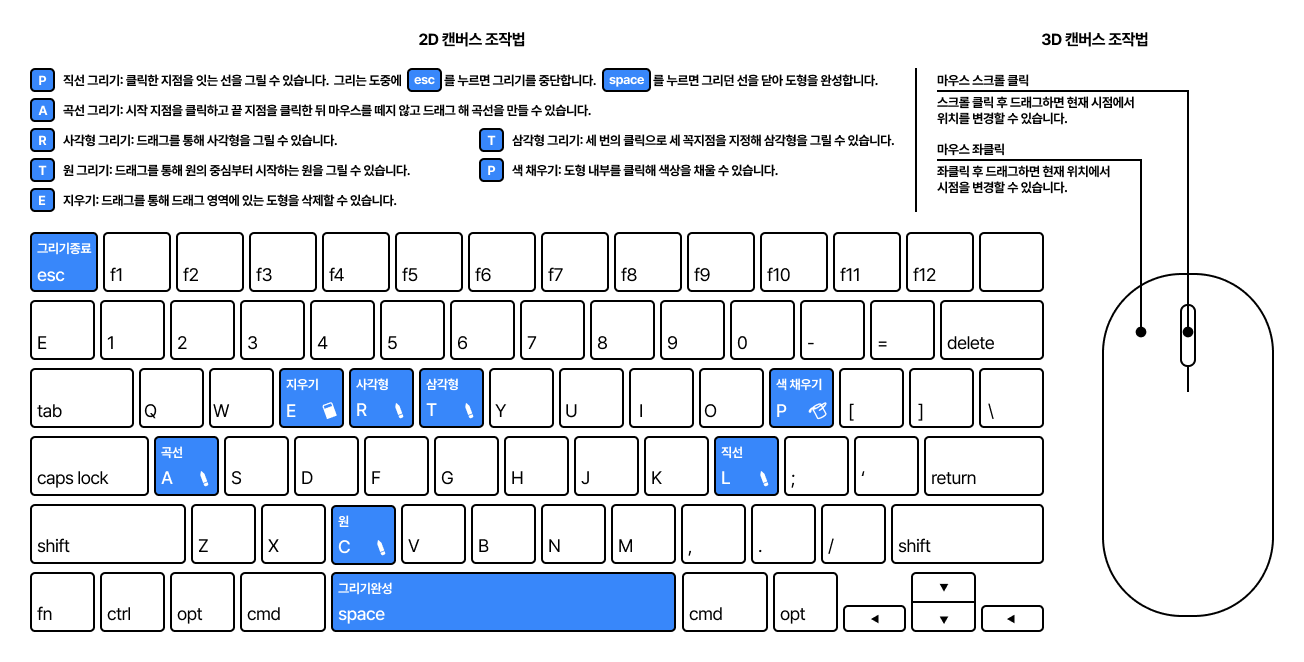 2D 캔버스 조작법
P 직선 그리기: 클릭한 지점을 잇는 선을 그릴 수 있습니다. 그리는 도중에 esc 를 누르면 그리기를 중단합니다. space 를 누르면 그리던 선을 닫아 도형을 완성합니다.
A 곡선 그리기: 시작 지점을 클릭하고 끝 지점을 클릭한 뒤 마우스를 떼지 않고 드래그 해 곡선을 만들 수 있습니다.
R 사각형 그리기: 드래그를 통해 사각형을 그릴 수 있습니다.
T 삼각형 그리기: 세 번의 클릭으로 세 꼭지점을 지정해 삼각형을 그릴 수 있습니다.
T 원 그리기: 드래그를 통해 원의 중심부터 시작하는 원을 그릴 수 있습니다.
P 색 채우기: 도형 내부를 클릭해 색상을 채울 수 있습니다.
E 지우기: 드래그를 통해 드래그 영역에 있는 도형을 삭제할 수 있습니다.
3D 캔버스 조작법
마우스 스크롤 클릭
스크롤 클릭 후 드래그하면 현재 시점에서
위치를 변경할 수 있습니다.
마우스 좌클릭
좌클릭 후 드래그하면 현재 위치에서
시점을 변경할 수 있습니다.
그리기종료
esc f1 f2 f3 f4 f5 f6 f7 f8 f9 f10 f11 f12
E 1 2 3 4 5 6 7 8 9 0 - = delete
지우기 사각형 삼각형 색 채우기
tab Q W E R T Y U I O P [ ] \
곡선 직선
caps lock A S D F G H J K L ; ‘ return
원
shift Z X C V B N M , . / shift
그리기완성
fn ctrl opt cmd space cmd opt ◀ ▼ ▼ ◀